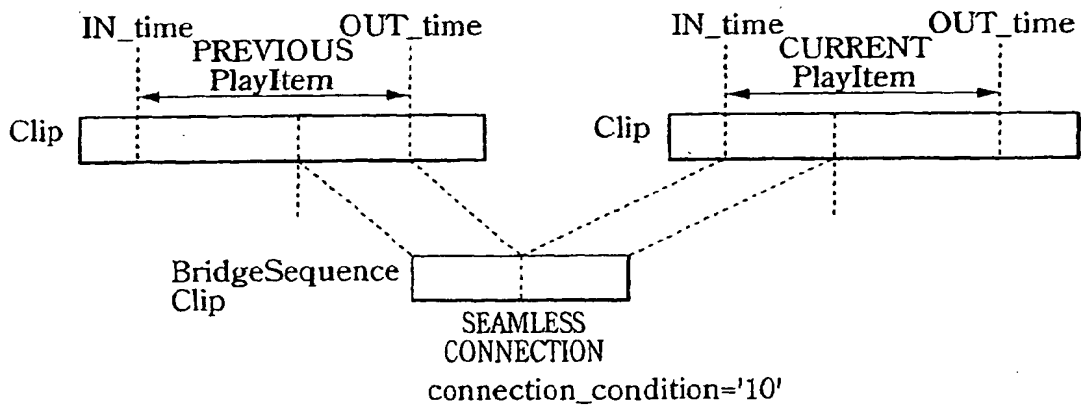 IN_time OUT_time
PREVIOUS
PlayItem
Clip
IN_time OUT_time
CURRENT
PlayItem
Clip
BridgeSequence
Clip
SEAMLESS
CONNECTION
connection_condition='10'